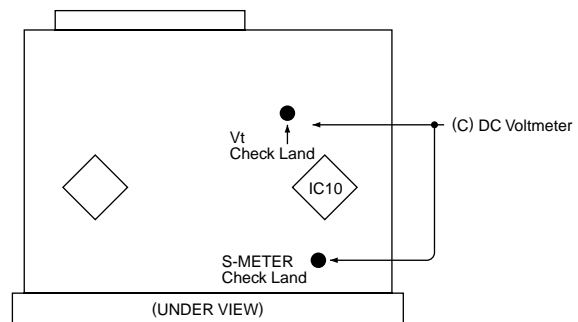 Vt
Check Land
(C) DC Voltmeter
IC10
S-METER
Check Land
(UNDER VIEW)